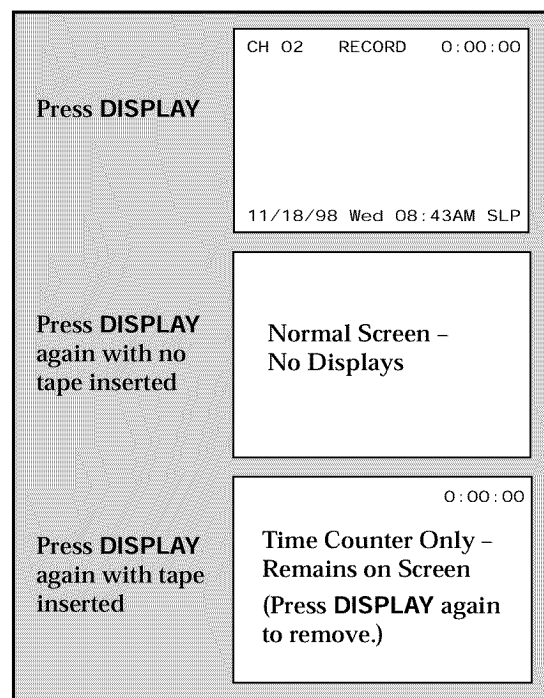 Press DISPLAY
CH 02 RECORD 0:00:00
11/18/98 Wed 08:43AM SLP
Press DISPLAY
again with no
tape inserted
Normal Screen –
No Displays
Press DISPLAY
again with tape
inserted
0:00:00
Time Counter Only –
Remains on Screen
(Press DISPLAY again
to remove.)